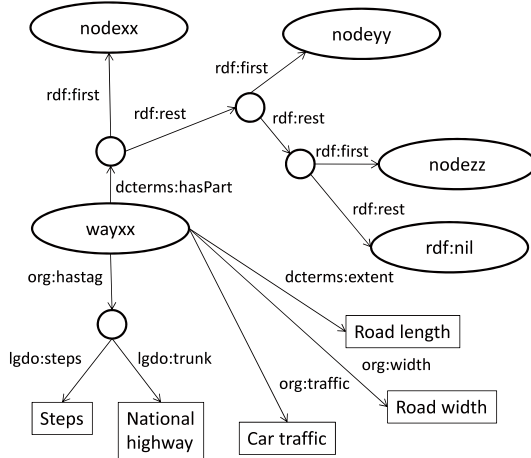 nodexx
nodeyy
rdf:first
rdf:first
rdf:rest
rdf:rest
rdf:first
nodezz
dcterms:hasPart
rdf:rest
wayxx
rdf:nil
org:hastag
dcterms:extent
Road length
lgdo:steps
lgdo:trunk
org:width
org:traffic
Steps
National
highway
Car traffic
Road width